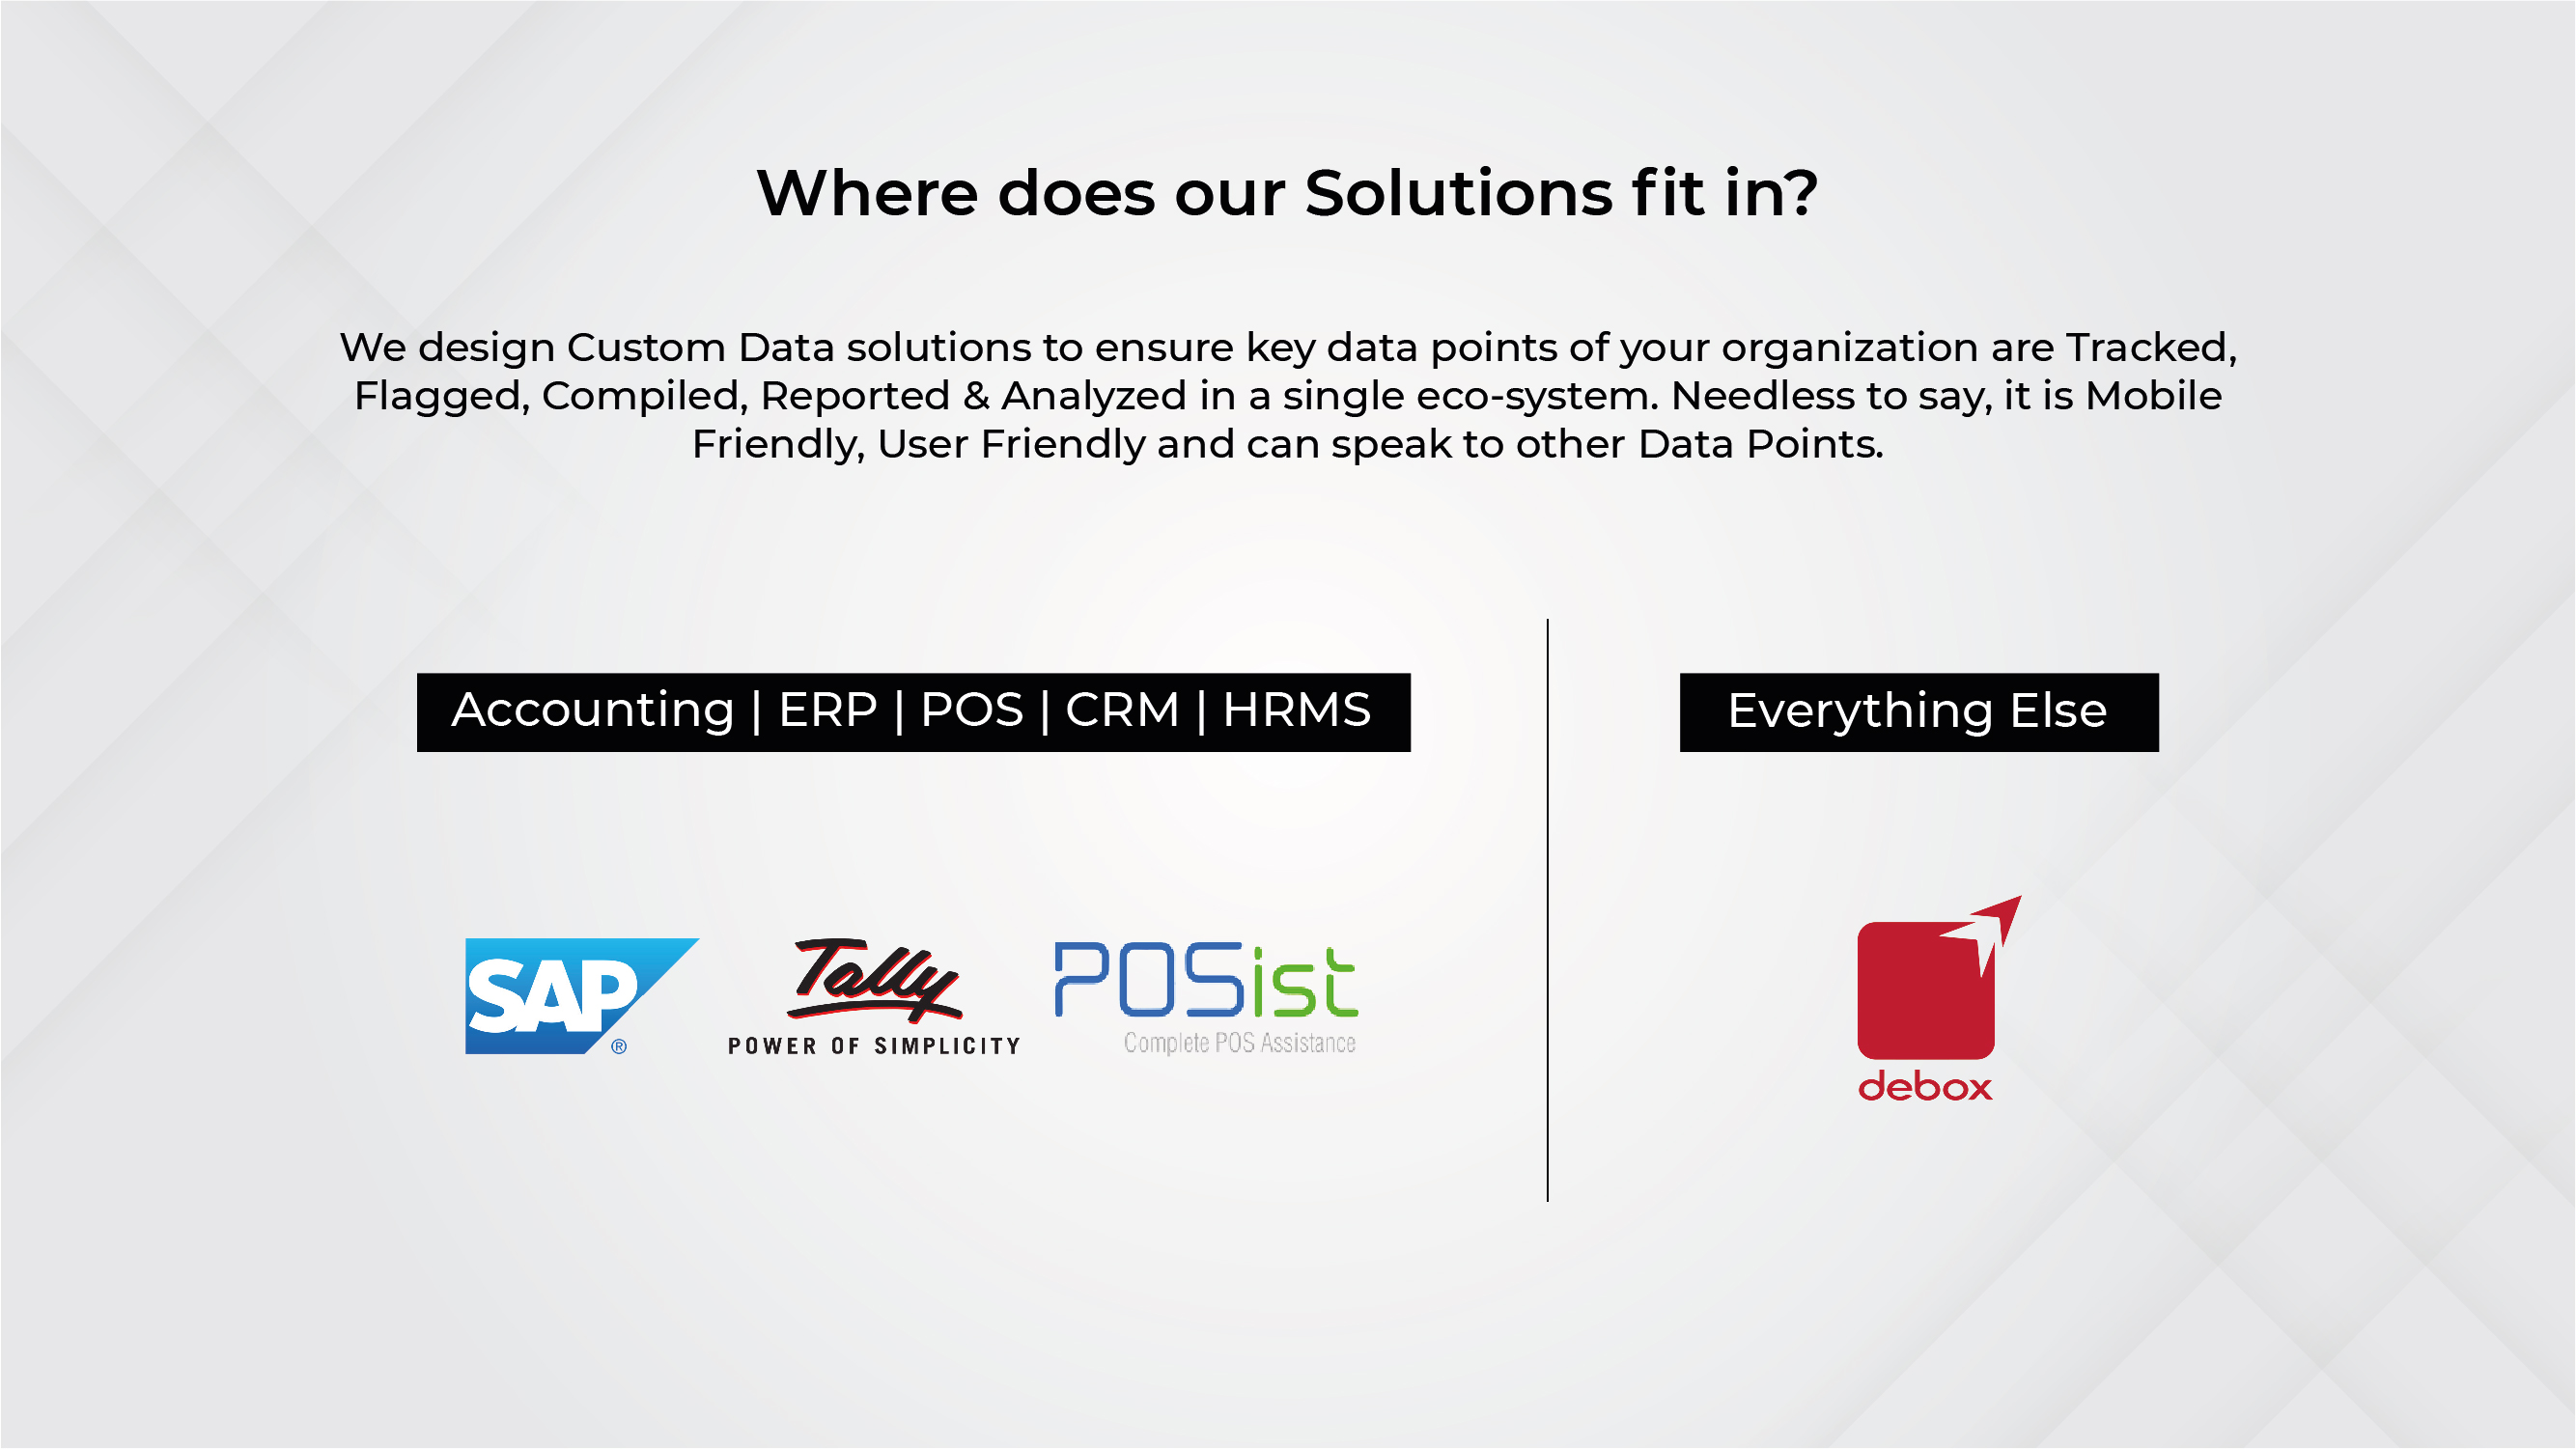 Where does our Solutions fit in?
We design Custom Data solutions to ensure key data points of your organization are Tracked,
Flagged, Compiled, Reported & Analyzed in a single eco-system. Needless to say, it is Mobile
Friendly, User Friendly and can speak to other Data Points.
Accounting | ERP | POS | CRM | HRMS
Everything Else
SAP ®
Tally
POWER OF SIMPLICITY
POSist
Complete POS Assistance
debox